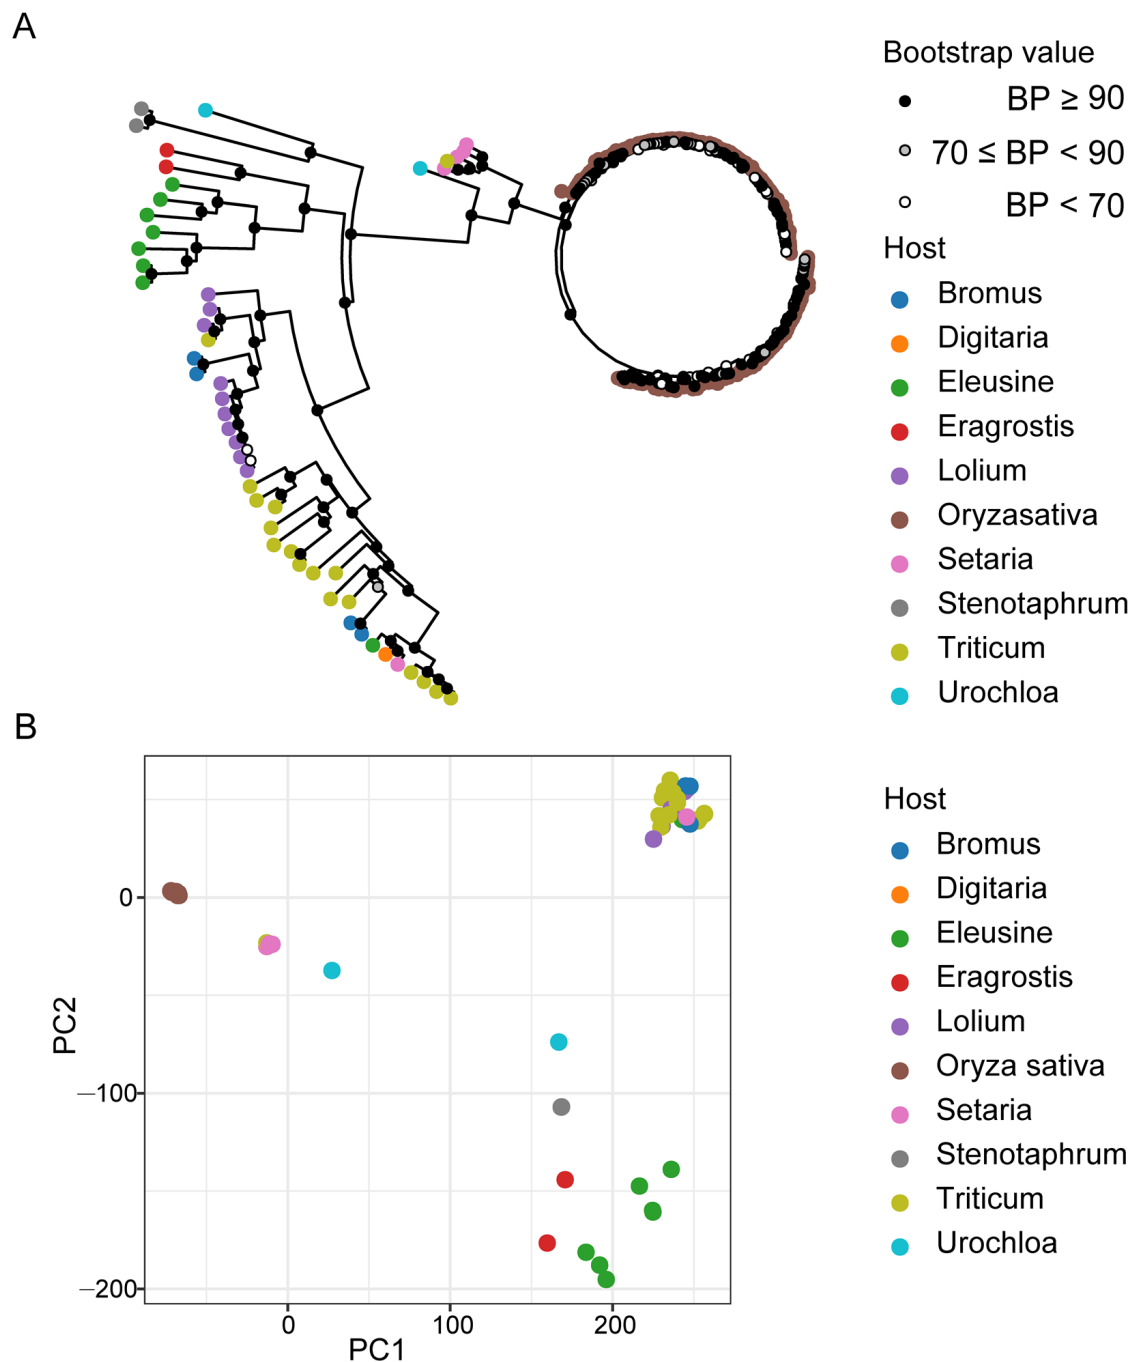 A
Bootstrap value
BP ≥ 90
70 ≤ BP < 90
BP < 70
Host
Bromus
Digitaria
Eleusine
Eragrostis
Lolium
Oryzasativa
Setaria
Stenotaphrum
Triticum
Urochloa
B
Host
Bromus
Digitaria
Eleusine
Eragrostis
Lolium
Oryza sativa
Setaria
Stenotaphrum
Triticum
Urochloa
PC2
0
−100
−200
0 100 200
PC1